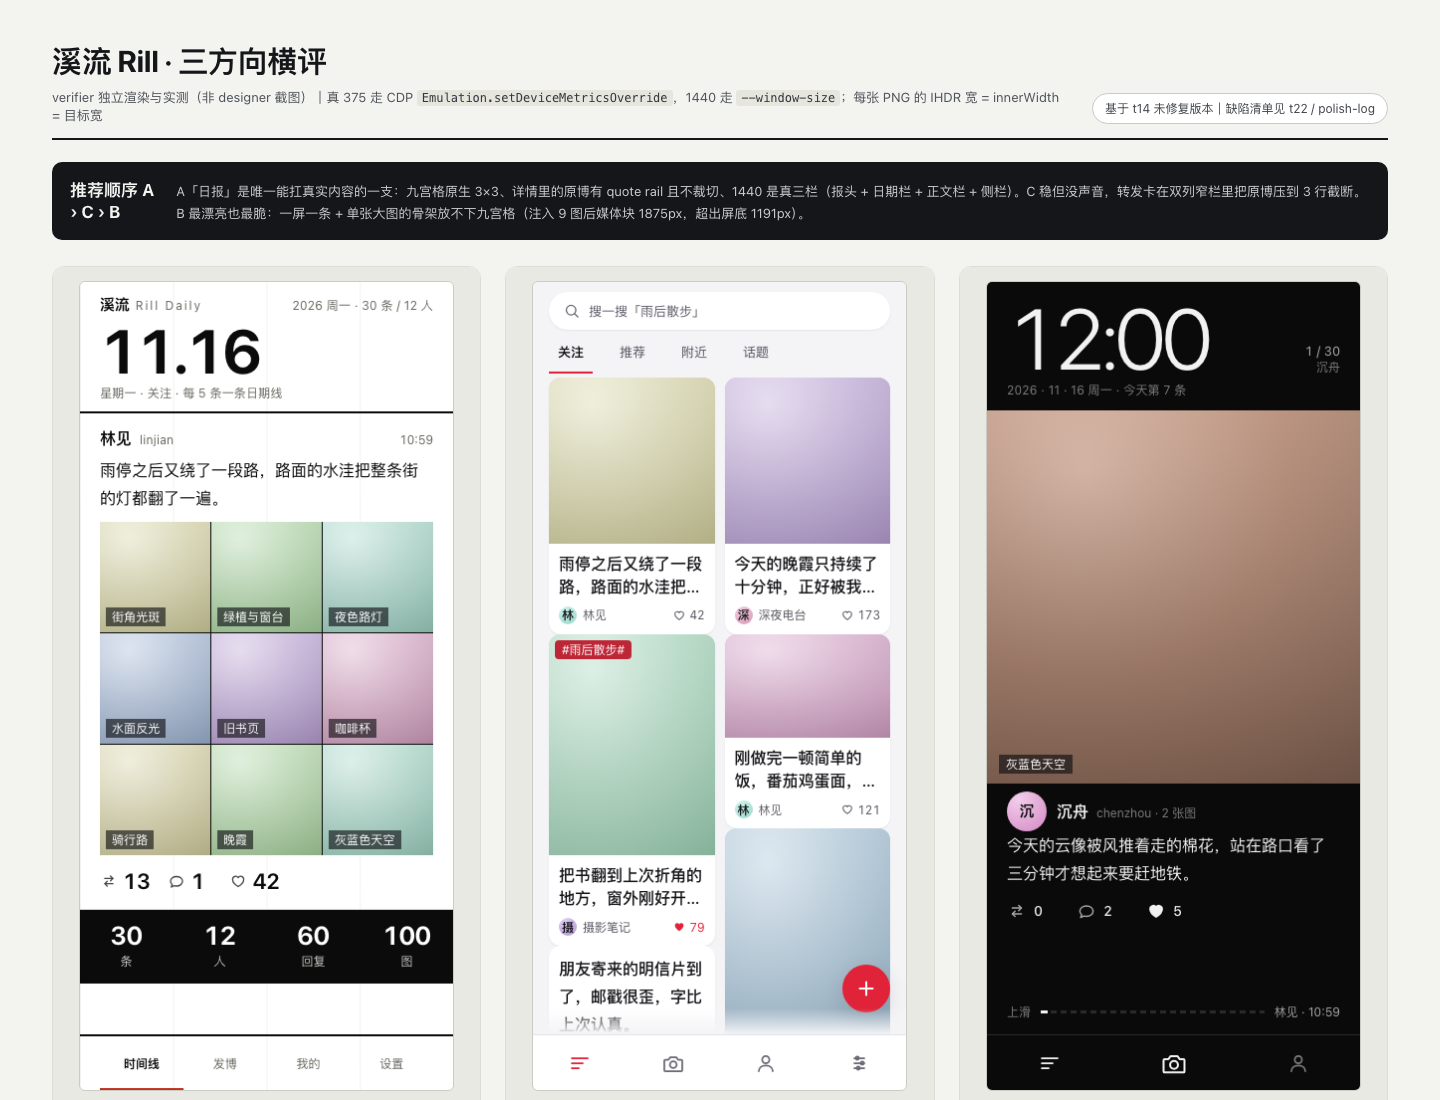 溪流 Rill · 三方向横评
verifier 独立渲染与实测（非 designer 截图）｜真 375 走 CDP Emulation.setDeviceMetricsOverride，1440 走 --window-size；每张 PNG 的 IHDR 宽 = innerWidth
= 目标宽
基于 t14 未修复版本｜缺陷清单见 t22 / polish-log
推荐顺序 A
› C › B
A「日报」是唯一能扛真实内容的一支：九宫格原生 3×3、详情里的原博有 quote rail 且不裁切、1440 是真三栏（报头 + 日期栏 + 正文栏 + 侧栏）。C 稳但没声音，转发卡在双列窄栏里把原博压到 3 行截断。
B 最漂亮也最脆：一屏一条 + 单张大图的骨架放不下九宫格（注入 9 图后媒体块 1875px，超出屏底 1191px）。
溪流 Rill Daily
2026 周一 · 30 条 / 12 人
11.16
星期一 · 关注 · 每 5 条一条日期线
林见 linjian
10:59
雨停之后又绕了一段路，路面的水洼把整条街
的灯都翻了一遍。
街角光斑
绿植与窗台
夜色路灯
水面反光
旧书页
咖啡杯
骑行路
晚霞
灰蓝色天空
13
1
42
30
12
60
100
条
人
回复
图
时间线
发博
我的
设置
搜一搜「雨后散步」
关注
推荐
附近
话题
雨停之后又绕了一段
路，路面的水洼把...
林 林见
42
今天的晚霞只持续了
十分钟，正好被我...
深 深夜电台
173
#雨后散步#
把书翻到上次折角的
地方，窗外刚好开...
摄 摄影笔记
79
刚做完一顿简单的
饭，番茄鸡蛋面，...
林 林见
121
朋友寄来的明信片到
了，邮戳很歪，字比
上次认真。
12:00
1 / 30
沉舟
2026 · 11 · 16 周一 · 今天第 7 条
灰蓝色天空
沉 沉舟 chenzhou · 2 张图
今天的云像被风推着走的棉花，站在路口看了
三分钟才想起来要赶地铁。
0
2
5
上滑
林见 · 10:59